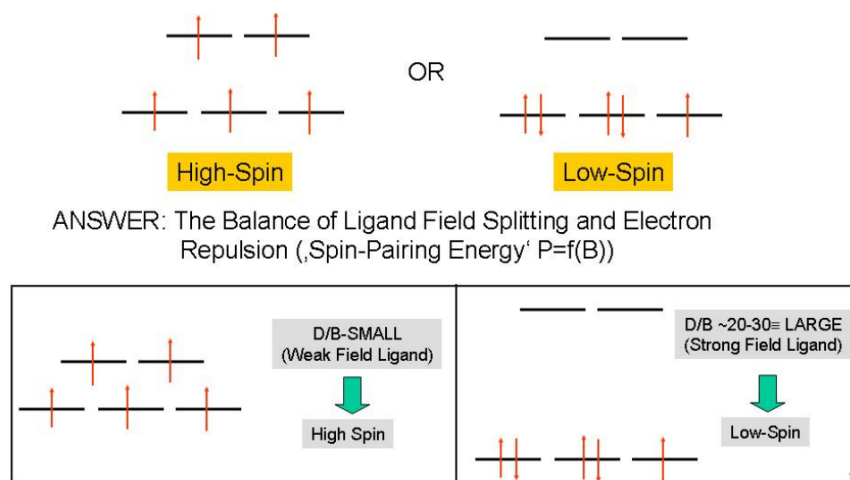 OR
High-Spin
Low-Spin
ANSWER: The Balance of Ligand Field Splitting and Electron
Repulsion (‚Spin-Pairing Energy‘ P=f(B))
D/B-SMALL
(Weak Field Ligand)
High Spin
D/B ~20-30≡ LARGE
(Strong Field Ligand)
Low-Spin